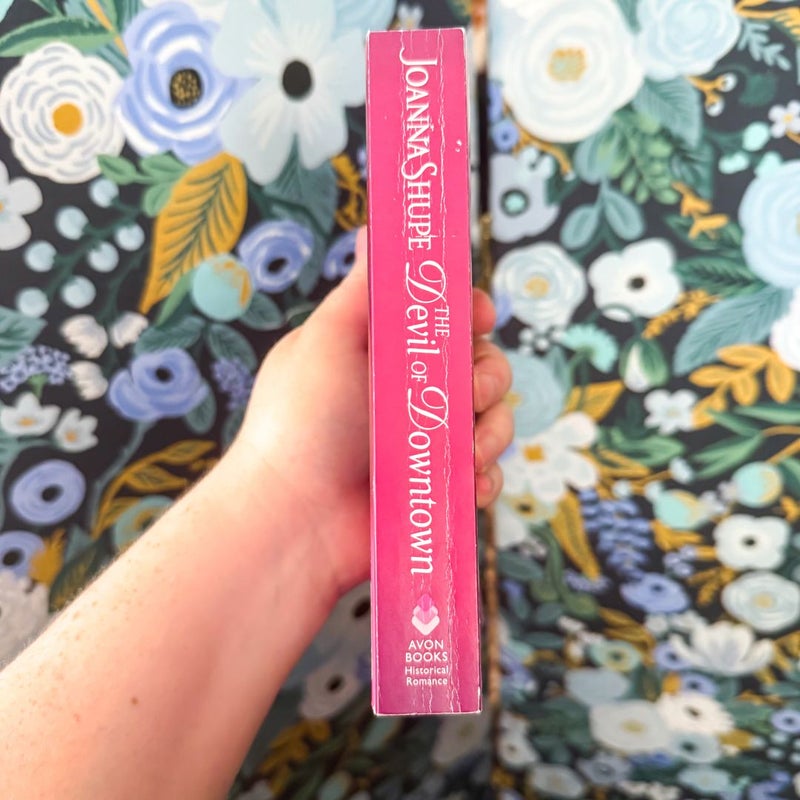 JOANNA SHUPE
THE
Devil OF Downtown
AVON
BOOKS
Historical
Romance